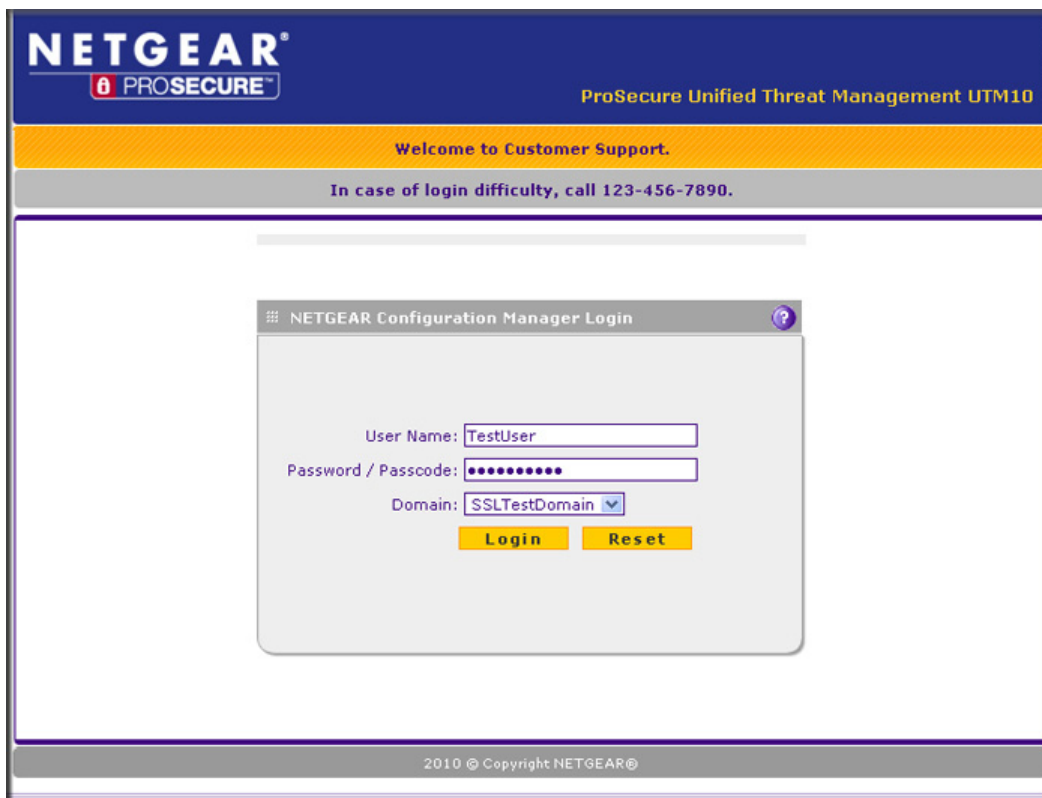 NETGEAR®
PROSECURE™
ProSecure Unified Threat Management UTM10
Welcome to Customer Support.
In case of login difficulty, call 123-456-7890.
NETGEAR Configuration Manager Login ?
User Name: TestUser
Password / Passcode: ••••••••••
Domain: SSLTestDomain
Login Reset
2010 © Copyright NETGEAR®